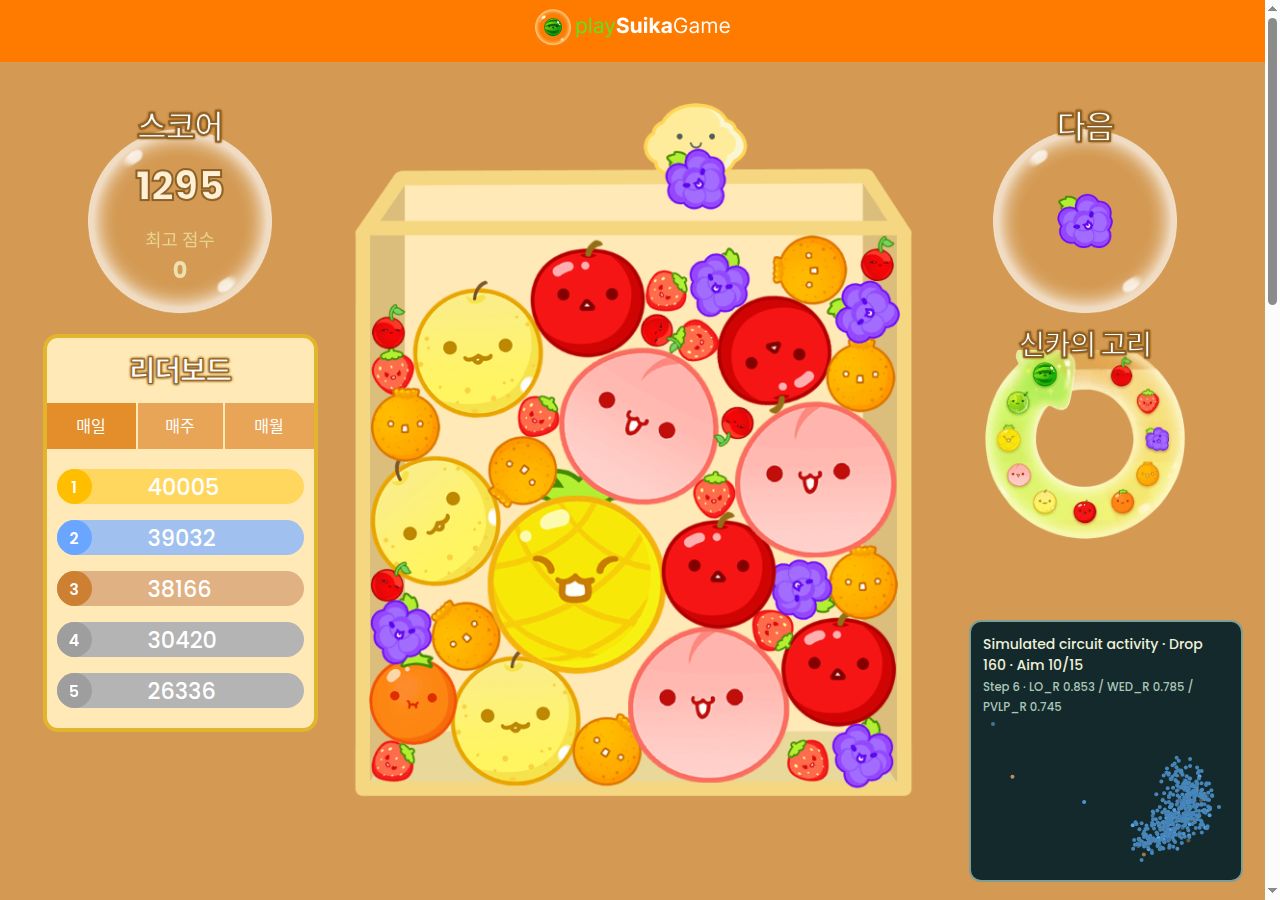 playSuikaGame
스코어
1295
최고 점수
0
다음
신카의 고리
리더보드
매일 매주 매월
1 40005
2 39032
3 38166
4 30420
5 26336
Simulated circuit activity · Drop
160 · Aim 10/15
Step 6 · LO_R 0.853 / WED_R 0.785 /
PVLP_R 0.745